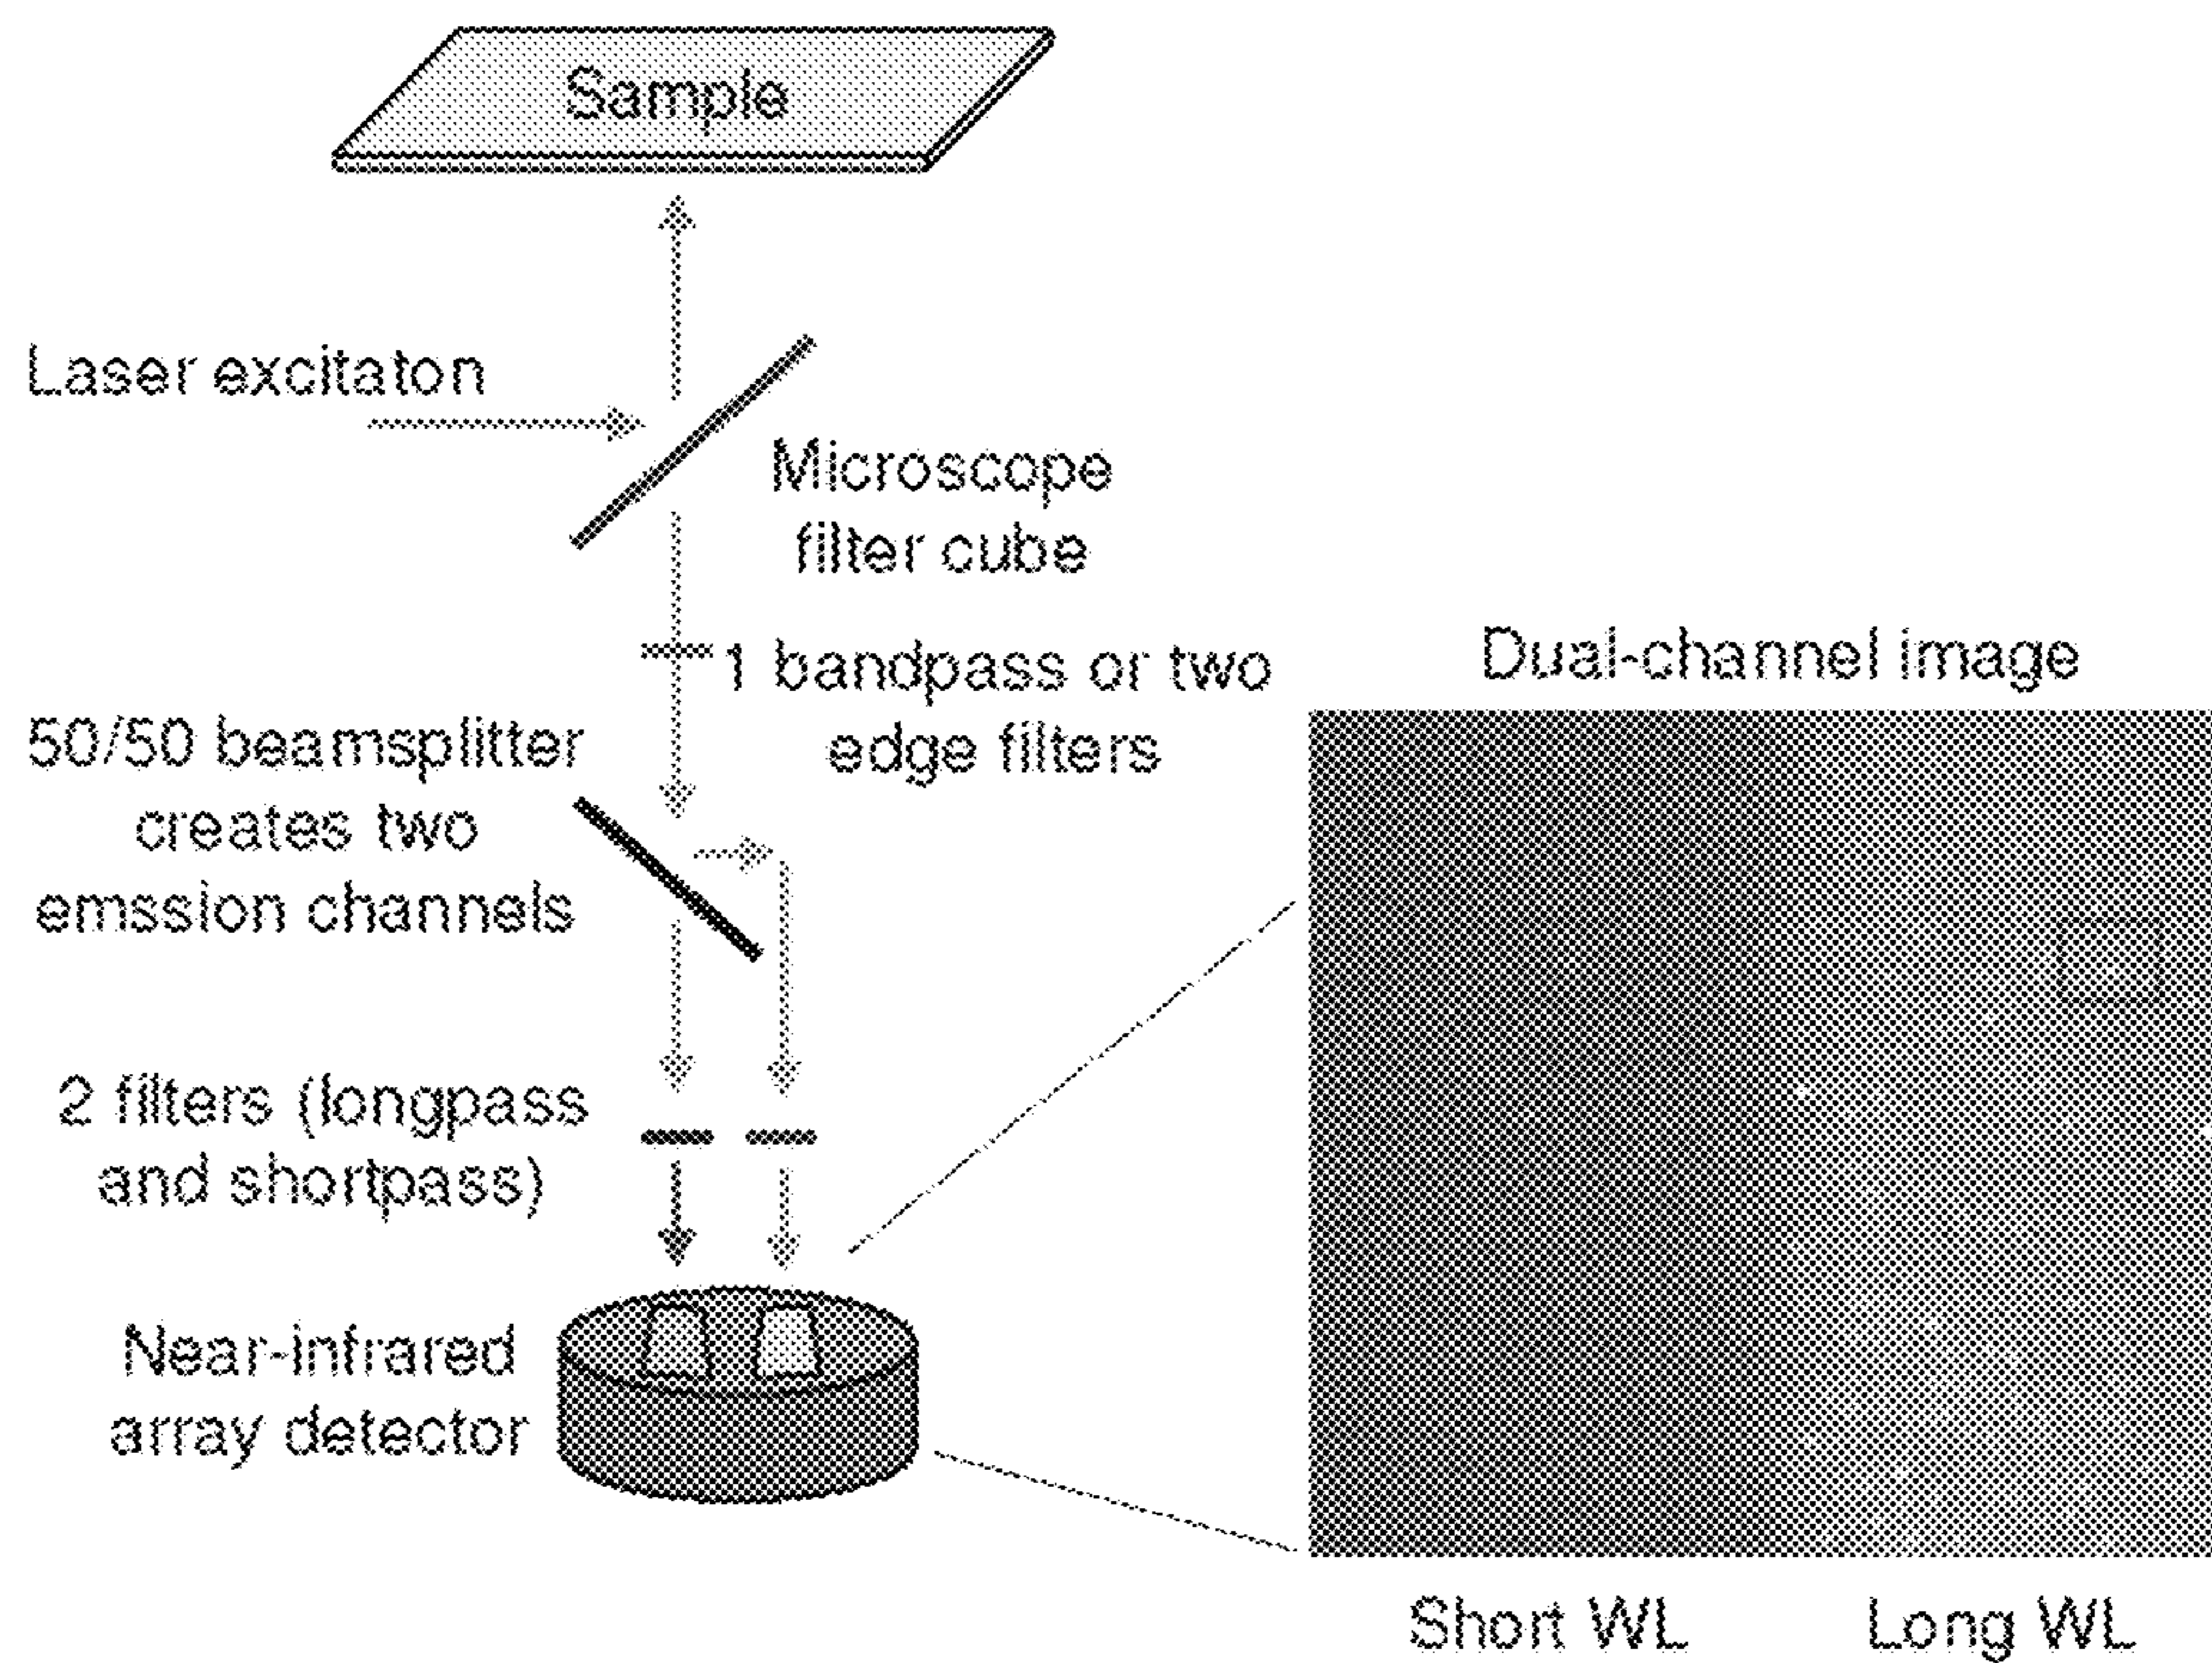 Sample
Laser excitaton
Microscope
filter cube
1 bandpass or two
edge filters
50/50 beamsplitter
creates two
emssion channels
2 filters (longpass
and shortpass)
Near-infrared
array detector
Dual-channel image
Short WL
Long WL